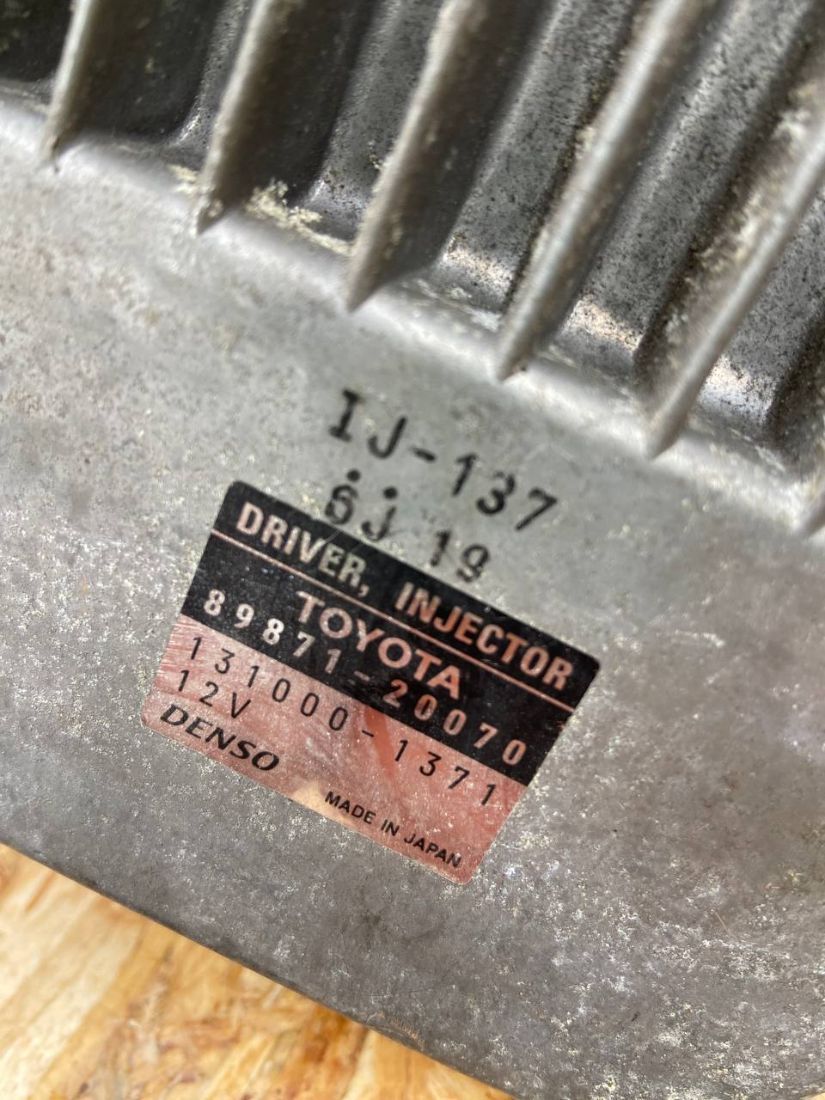 IJ-137
6J 19
DRIVER, INJECTOR
TOYOTA
89871-20070
131000-1371
12V
DENSO
MADE IN JAPAN